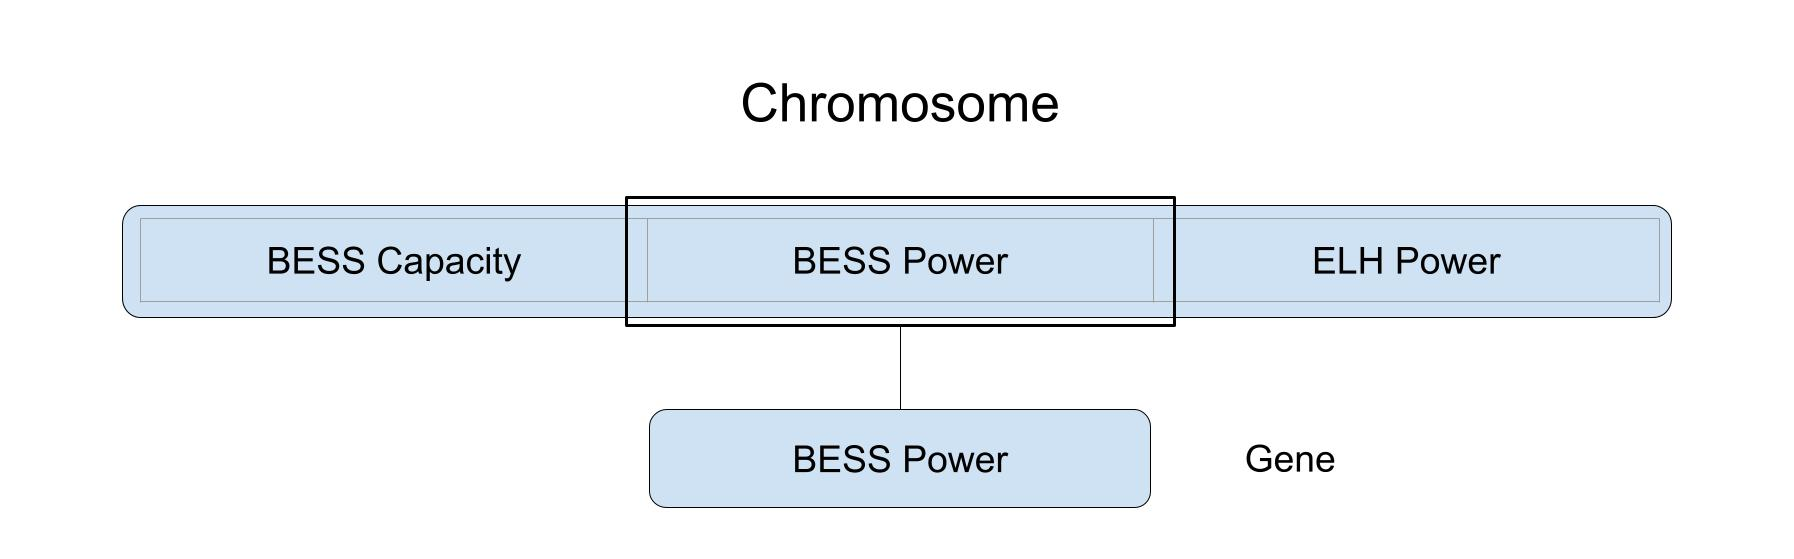 Chromosome
BESS Capacity
BESS Power
ELH Power
BESS Power
Gene